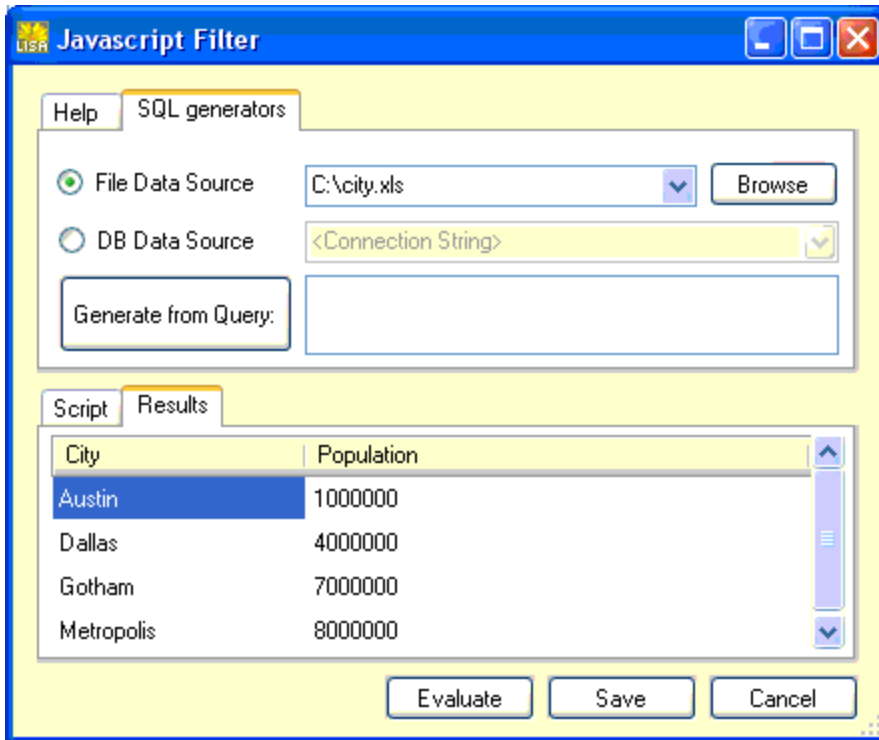 LISA Javascript Filter
Help SQL generators
File Data Source C:\city.xls Browse
DB Data Source <Connection String>
Generate from Query:
Script Results
City Population
Austin 1000000
Dallas 4000000
Gotham 7000000
Metropolis 8000000
Evaluate Save Cancel